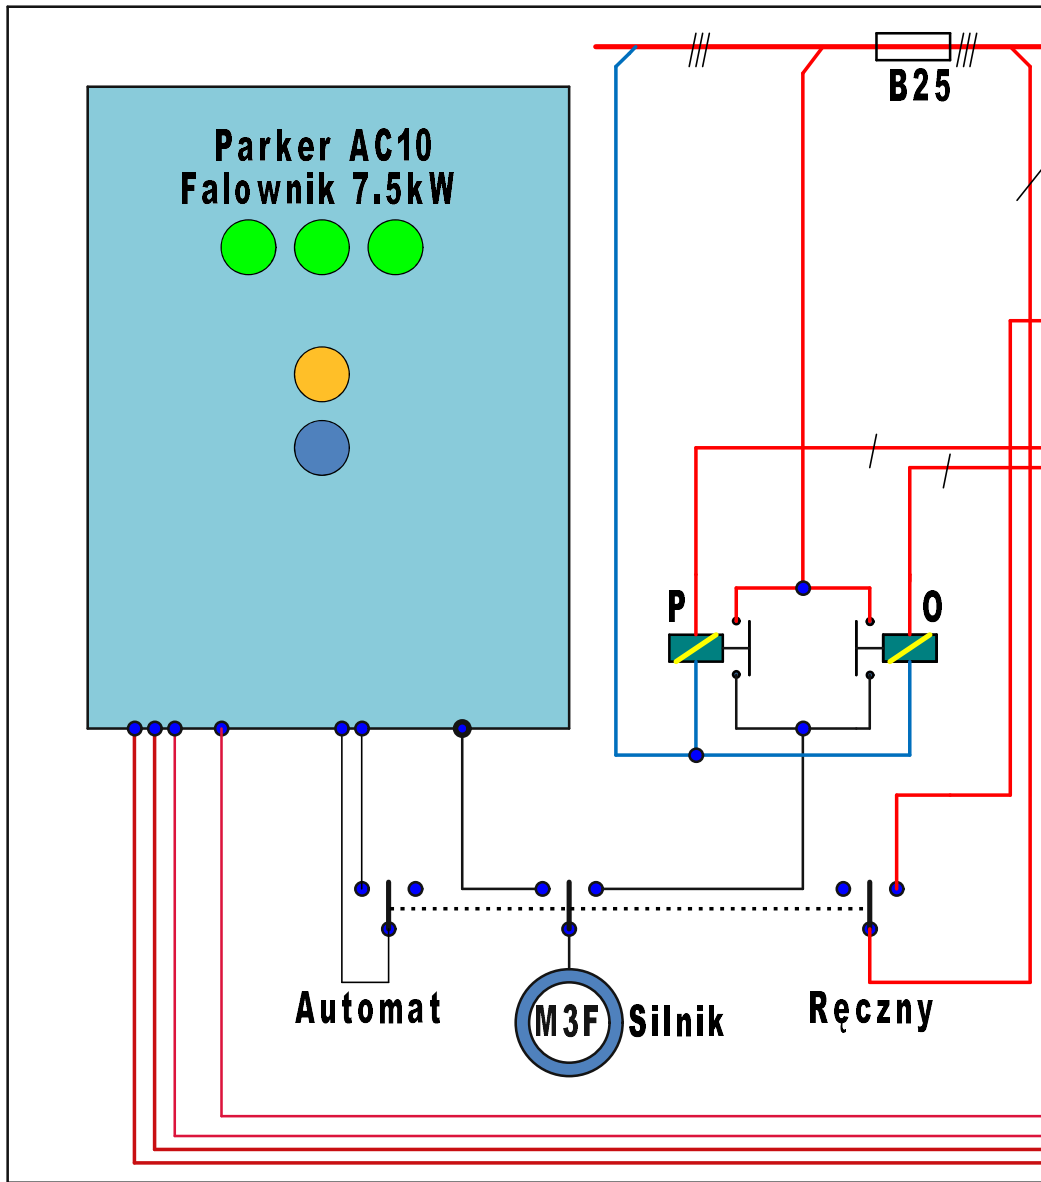 B25
Parker AC10
Falownik 7.5kW
P
O
Automat
M3F
Silnik
Ręczny